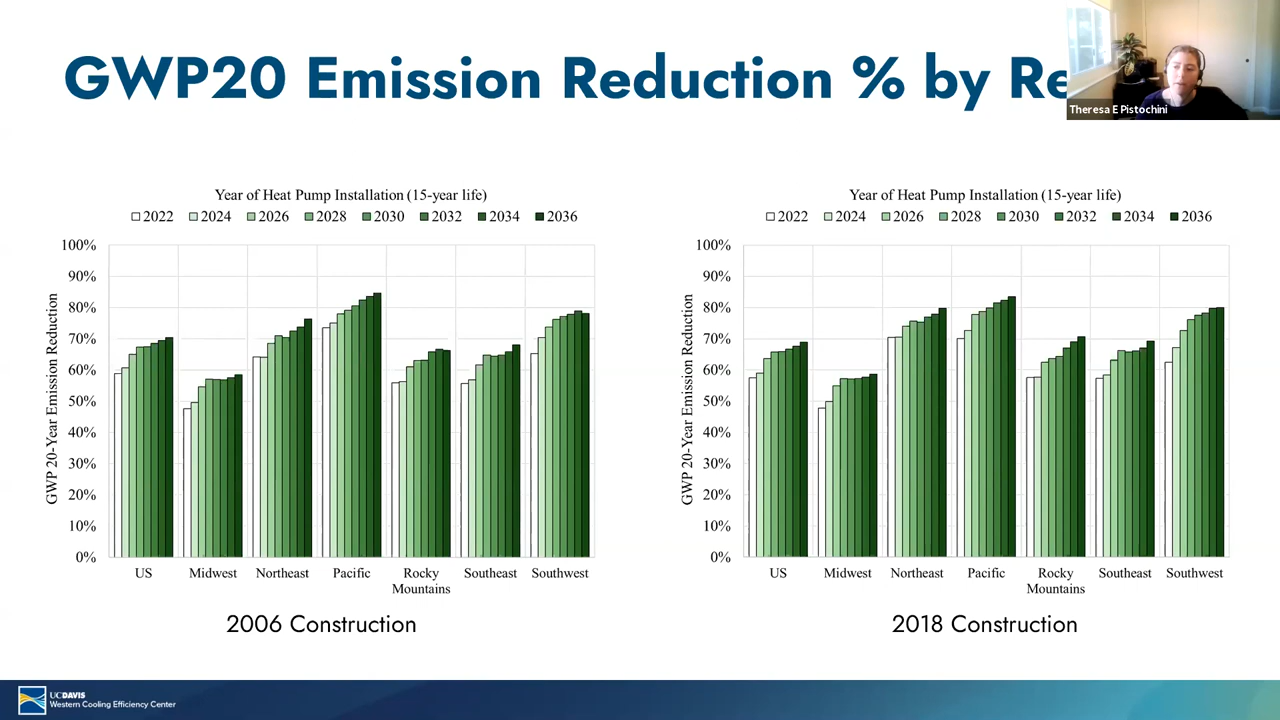 GWP20 Emission Reduction % by Re
Theresa E Pistochini
Year of Heat Pump Installation (15-year life)
2022 2024 2026 2028 2030 2032 2034 2036
GWP 20-Year Emission Reduction
100%
90%
80%
70%
60%
50%
40%
30%
20%
10%
0%
US Midwest Northeast Pacific Rocky Mountains Southeast Southwest
2006 Construction
Year of Heat Pump Installation (15-year life)
2022 2024 2026 2028 2030 2032 2034 2036
GWP 20-Year Emission Reduction
100%
90%
80%
70%
60%
50%
40%
30%
20%
10%
0%
US Midwest Northeast Pacific Rocky Mountains Southeast Southwest
2018 Construction
UCDAVIS
Western Cooling Efficiency Center